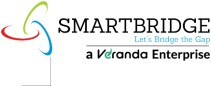 SMARTBRIDGE
Let's Bridge the Gap
a Veranda Enterprise